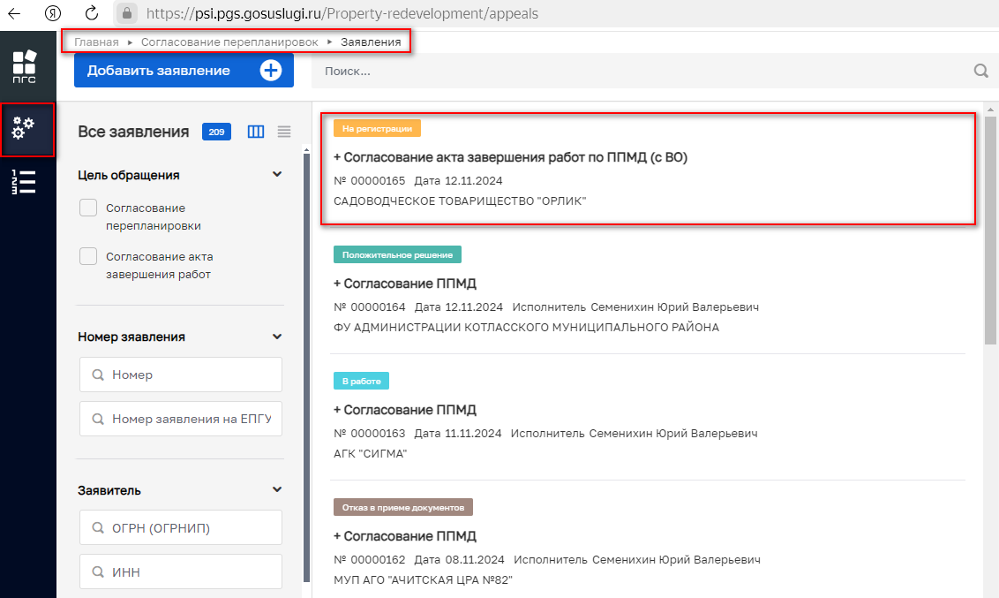 https://psi.pgs.gosuslugi.ru/Property-redevelopment/appeals
Главная ▸ Согласование перепланировок ▸ Заявления
пгс
Добавить заявление
Поиск...
Все заявления 209
Цель обращения
Согласование
перепланировки
Согласование акта
завершения работ
Номер зяавления
Номер
Номер заявления на ЕПГУ
Заявитель
ОГРН (ОГРНИП)
ИНН
На регистрации
+ Согласование акта завершения работ по ППМД (с ВО)
№ 00000165 Дата 12.11.2024
САДОВОДЧЕСКОЕ ТОВАРИЩЕСТВО "ОРЛИК"
Положительное решение
+ Согласование ППМД
№ 00000164 Дата 12.11.2024 Исполнитель Семенихин Юрий Валерьевич
ФУ АДМИНИСТРАЦИИ КОТЛАССКОГО МУНИЦИПАЛЬНОГО РАЙОНА
В работе
+ Согласование ППМД
№ 00000163 Дата 11.11.2024 Исполнитель Семенихин Юрий Валерьевич
АГК "СИГМА"
Отказ в приеме документов
+ Согласование ППМД
№ 00000162 Дата 08.11.2024 Исполнитель Семенихин Юрий Валерьевич
МУП АГО "АЧИТСКАЯ ЦРА №82"